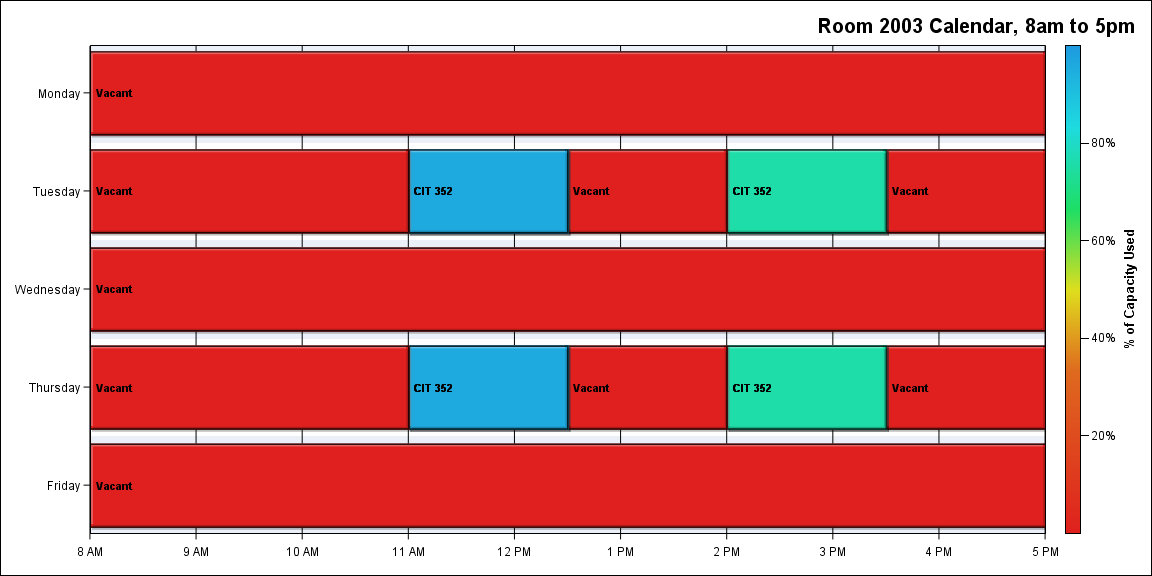 Room 2003 Calendar, 8am to 5pm
Monday
Vacant
Tuesday
Vacant
CIT 352
Vacant
CIT 352
Vacant
Wednesday
Vacant
Thursday
Vacant
CIT 352
Vacant
CIT 352
Vacant
Friday
Vacant
8 AM
9 AM
10 AM
11 AM
12 PM
1 PM
2 PM
3 PM
4 PM
5 PM
80%
60%
40%
20%
% of Capacity Used